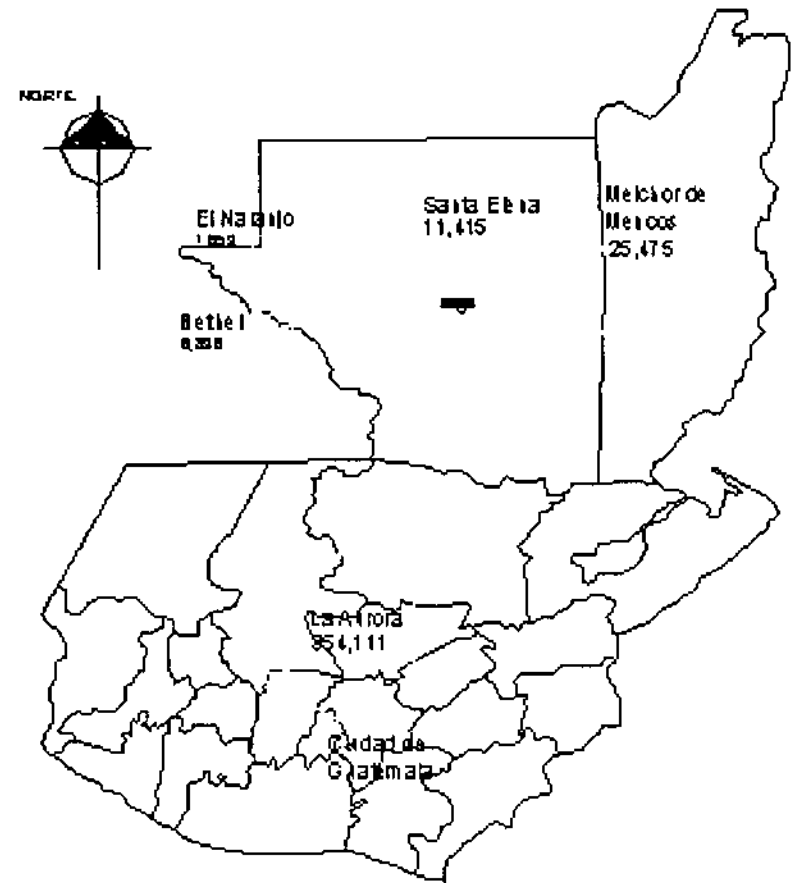 NORTE
El Naranjo
Santa Elena
11,415
Melchor de
Mencos
25,475
Bethel
La Aurora
354,111
Ciudad de
Guatemala